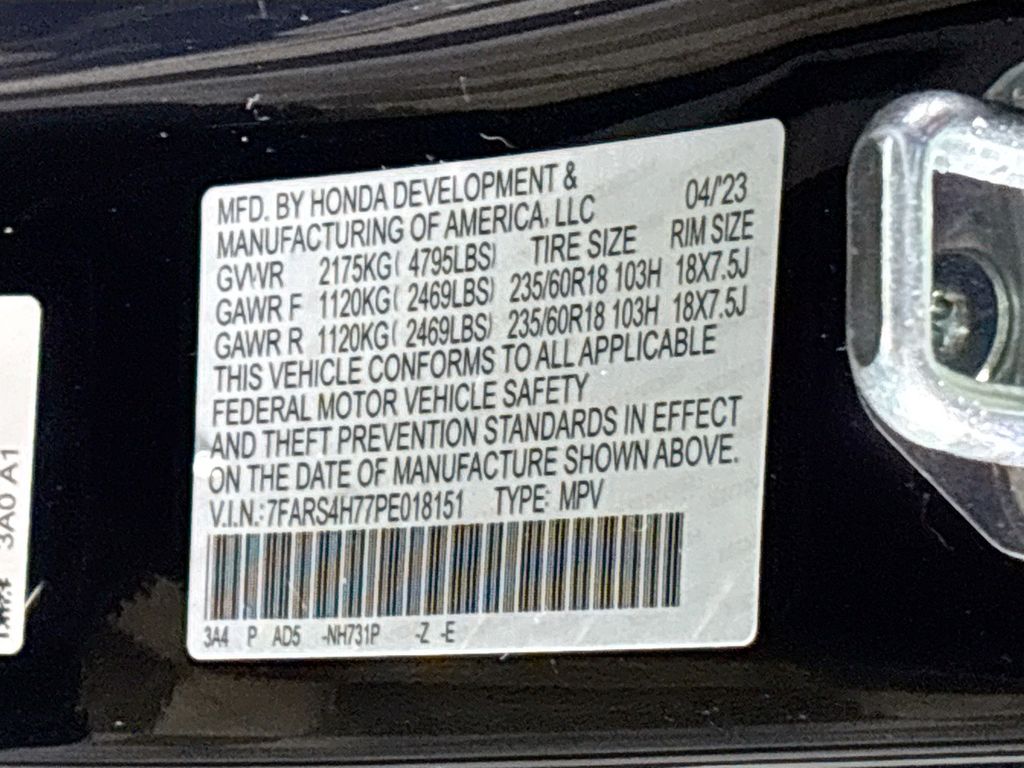 MFD. BY HONDA DEVELOPMENT &
MANUFACTURING OF AMERICA, LLC 04/'23
GVWR 2175KG( 4795LBS) TIRE SIZE RIM SIZE
GAWR F 1120KG( 2469LBS) 235/60R18 103H 18X7.5J
GAWR R 1120KG( 2469LBS) 235/60R18 103H 18X7.5J
THIS VEHICLE CONFORMS TO ALL APPLICABLE
FEDERAL MOTOR VEHICLE SAFETY
AND THEFT PREVENTION STANDARDS IN EFFECT
ON THE DATE OF MANUFACTURE SHOWN ABOVE.
V.I.N.:7FARS4H77PE018151 TYPE: MPV
3A4 P AD5 -NH731P -Z -E
3A0 A1